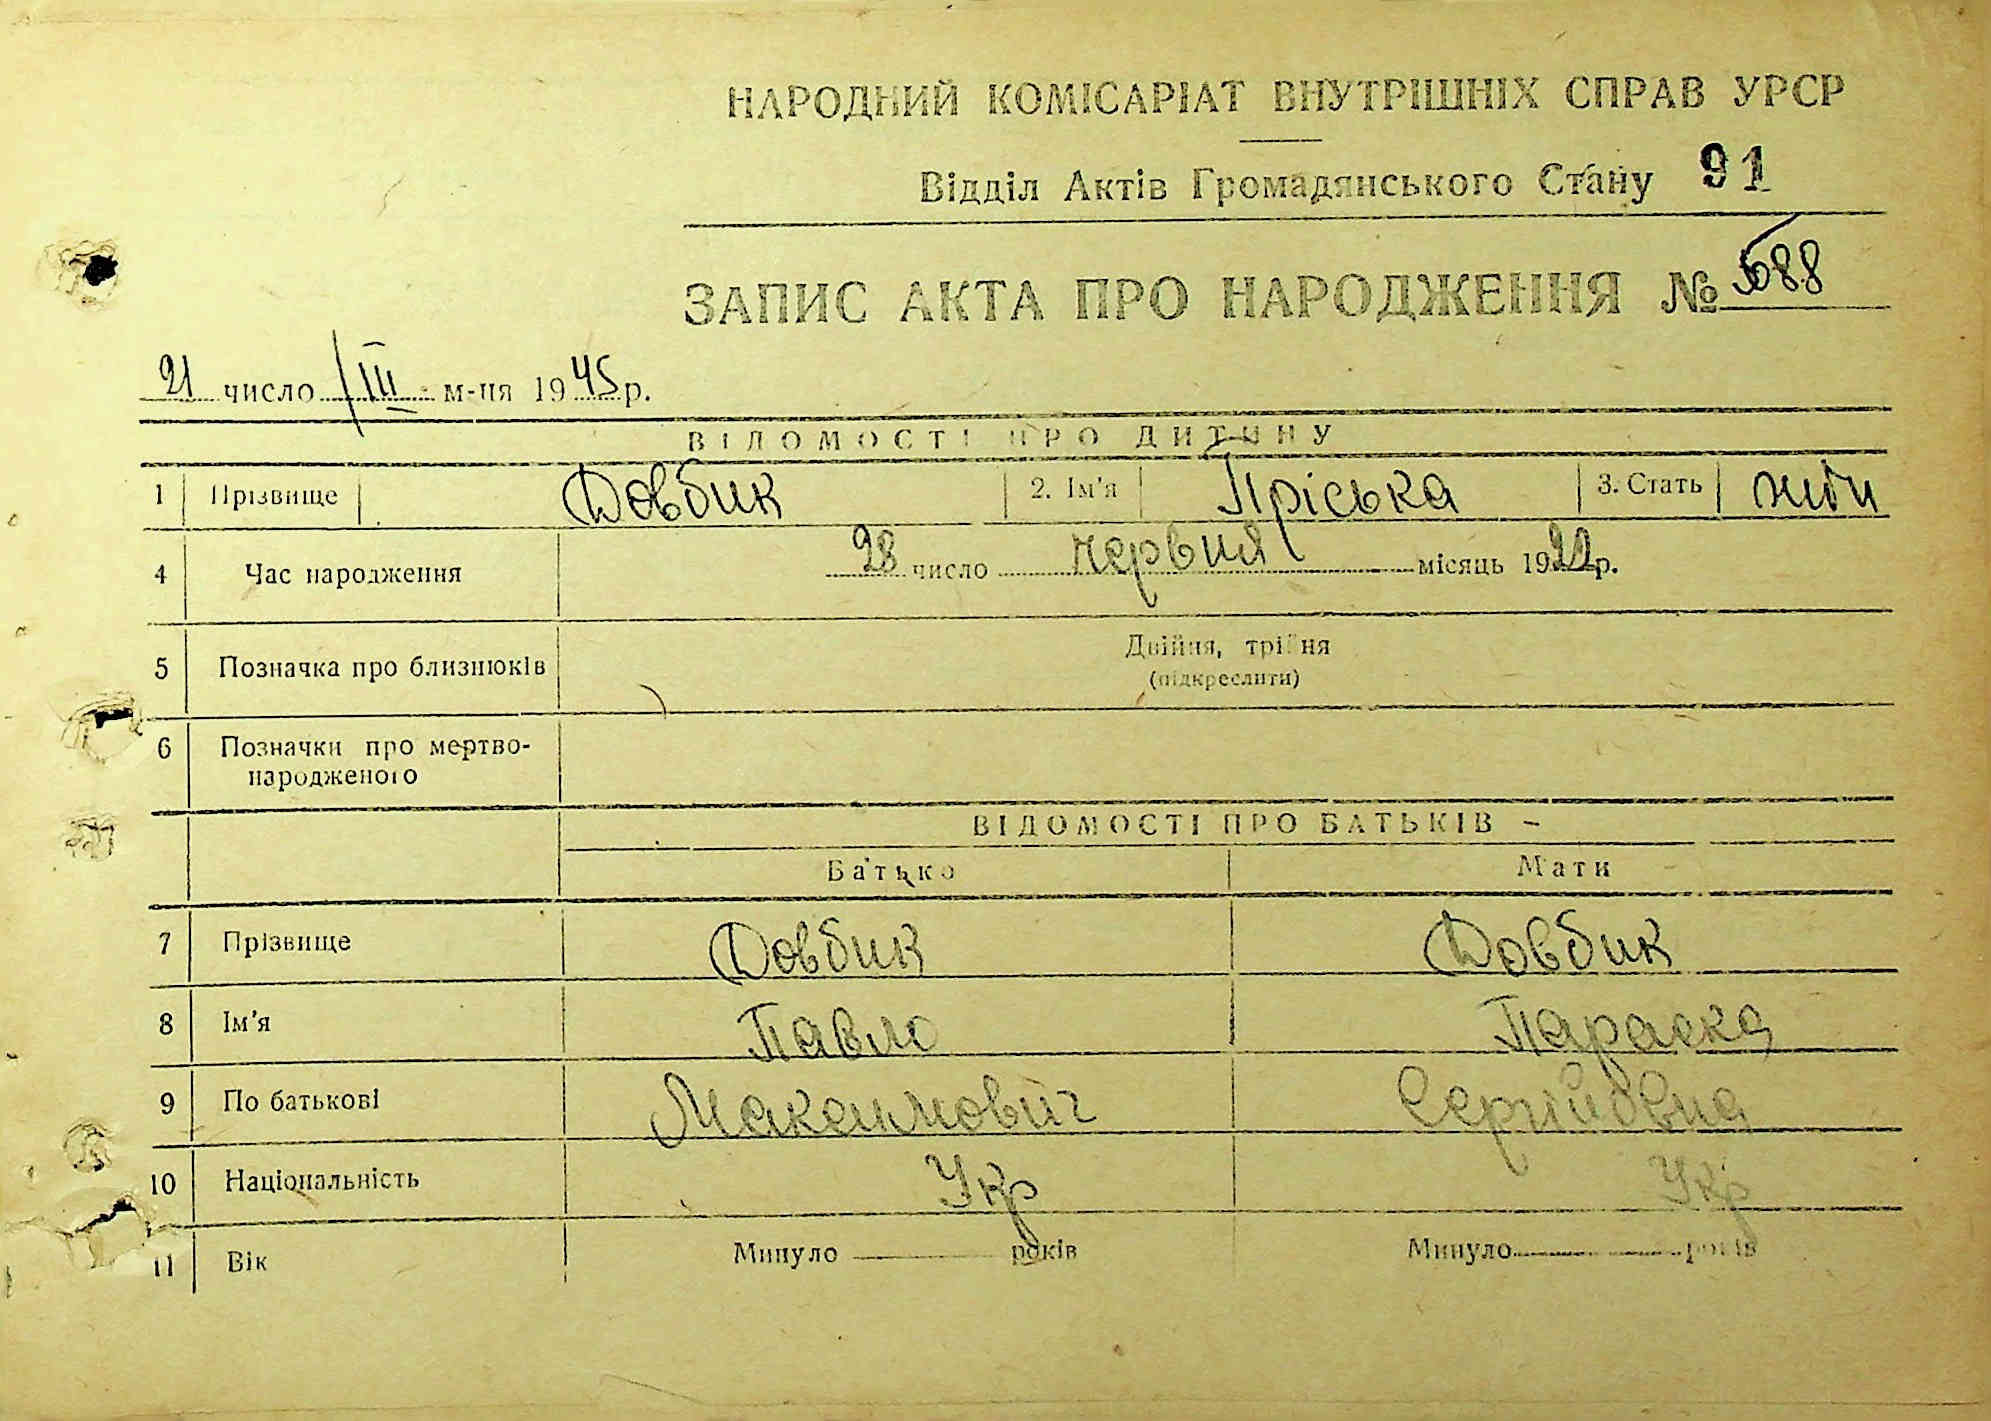 НАРОДНИЙ КОМІСАРІАТ ВНУТРІШНІХ СПРАВ УРСР
Відділ Актів Громадянського Стану 91
ЗАПИС АКТА ПРО НАРОДЖЕННЯ № 588
21 число III м-ця 1945 р.
ВІДОМОСТІ ПРО ДИТИНУ
1 Прізвище Довбик 2. Ім'я Пріська 3. Стать
4 Час народження 28 число червня місяць 1922 р.
5 Позначка про близнюків Двійня, трійня
(підкреслити)
6 Позначки про мертво-
народженого
ВІДОМОСТІ ПРО БАТЬКІВ
Батько Мати
7 Прізвище Довбик Довбик
8 Ім'я Павло Параска
9 По батькові Максимович Сергийовна
10 Національність Укр Укр
11 Вік Минуло років Минуло років